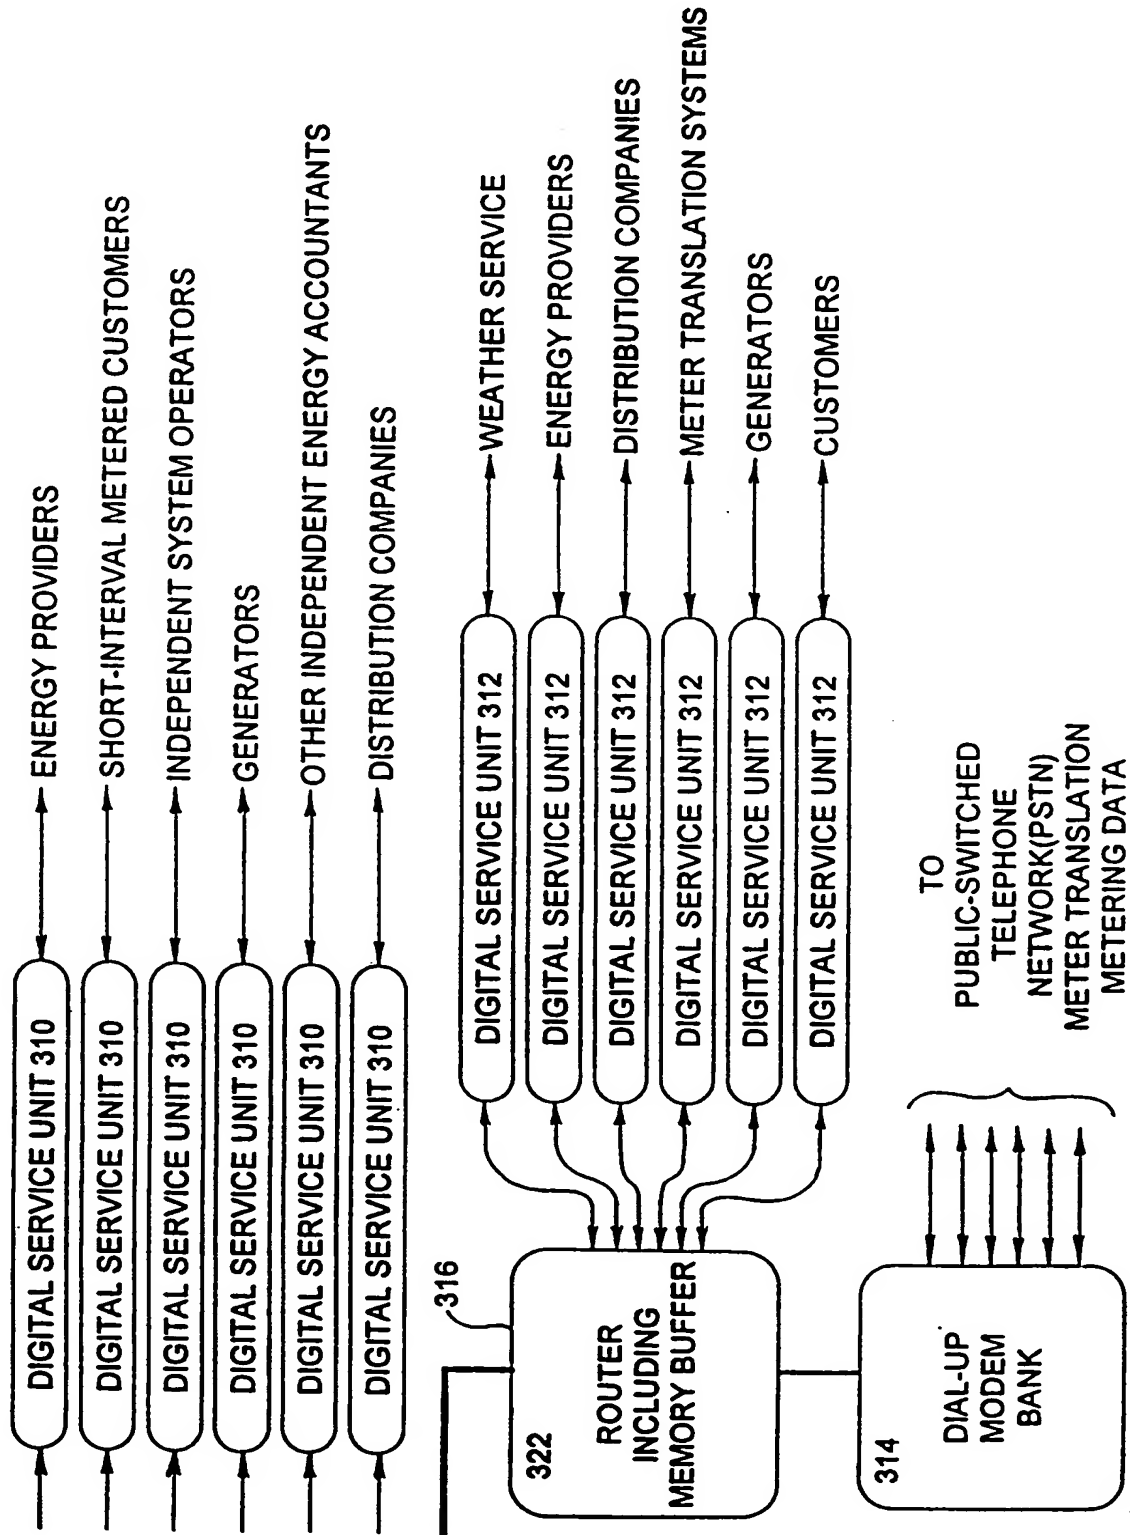 DIGITAL SERVICE UNIT 310
ENERGY PROVIDERS
DIGITAL SERVICE UNIT 310
SHORT-INTERVAL METERED CUSTOMERS
DIGITAL SERVICE UNIT 310
INDEPENDENT SYSTEM OPERATORS
DIGITAL SERVICE UNIT 310
GENERATORS
DIGITAL SERVICE UNIT 310
OTHER INDEPENDENT ENERGY ACCOUNTANTS
DIGITAL SERVICE UNIT 310
DISTRIBUTION COMPANIES
316
322
ROUTER
INCLUDING
MEMORY BUFFER
DIGITAL SERVICE UNIT 312
WEATHER SERVICE
DIGITAL SERVICE UNIT 312
ENERGY PROVIDERS
DIGITAL SERVICE UNIT 312
DISTRIBUTION COMPANIES
DIGITAL SERVICE UNIT 312
METER TRANSLATION SYSTEMS
DIGITAL SERVICE UNIT 312
GENERATORS
DIGITAL SERVICE UNIT 312
CUSTOMERS
314
DIAL-UP
MODEM
BANK
TO
PUBLIC-SWITCHED
TELEPHONE
NETWORK(PSTN)
METER TRANSLATION
METERING DATA